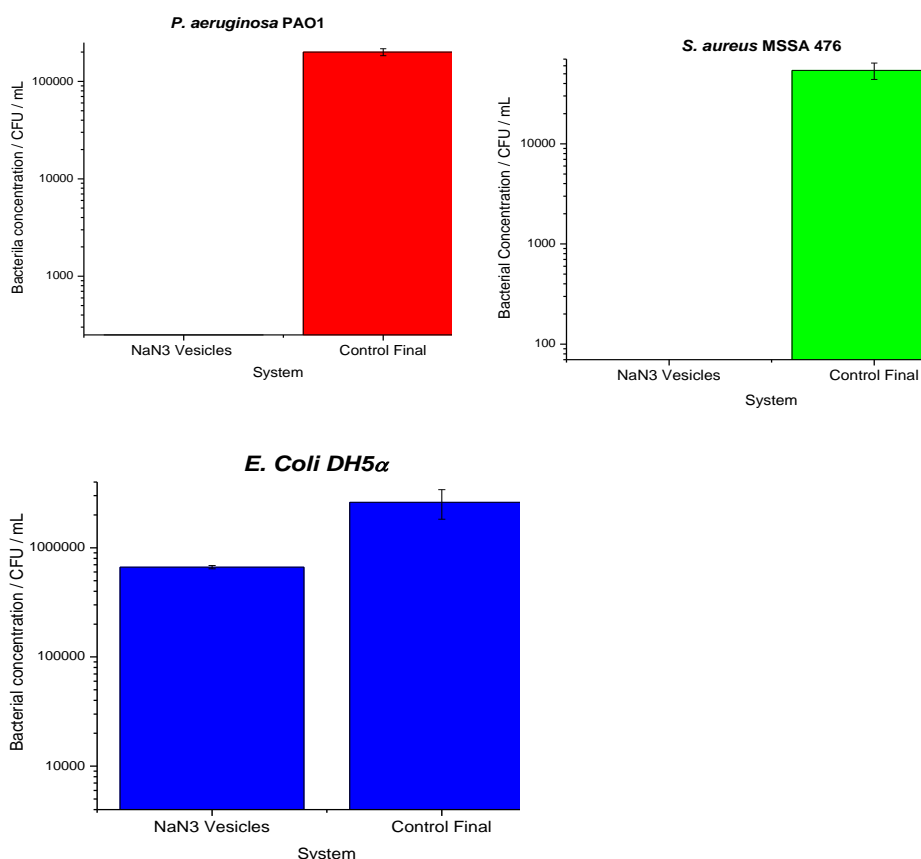 P. aeruginosa PAO1
Bacterila concentration / CFU / mL
100000
10000
1000
NaN3 Vesicles
Control Final
System
S. aureus MSSA 476
Bacterial Concentration / CFU / mL
10000
1000
100
NaN3 Vesicles
Control Final
System
E. Coli DH5α
Bacterial concentration / CFU / mL
1000000
100000
10000
NaN3 Vesicles
Control Final
System